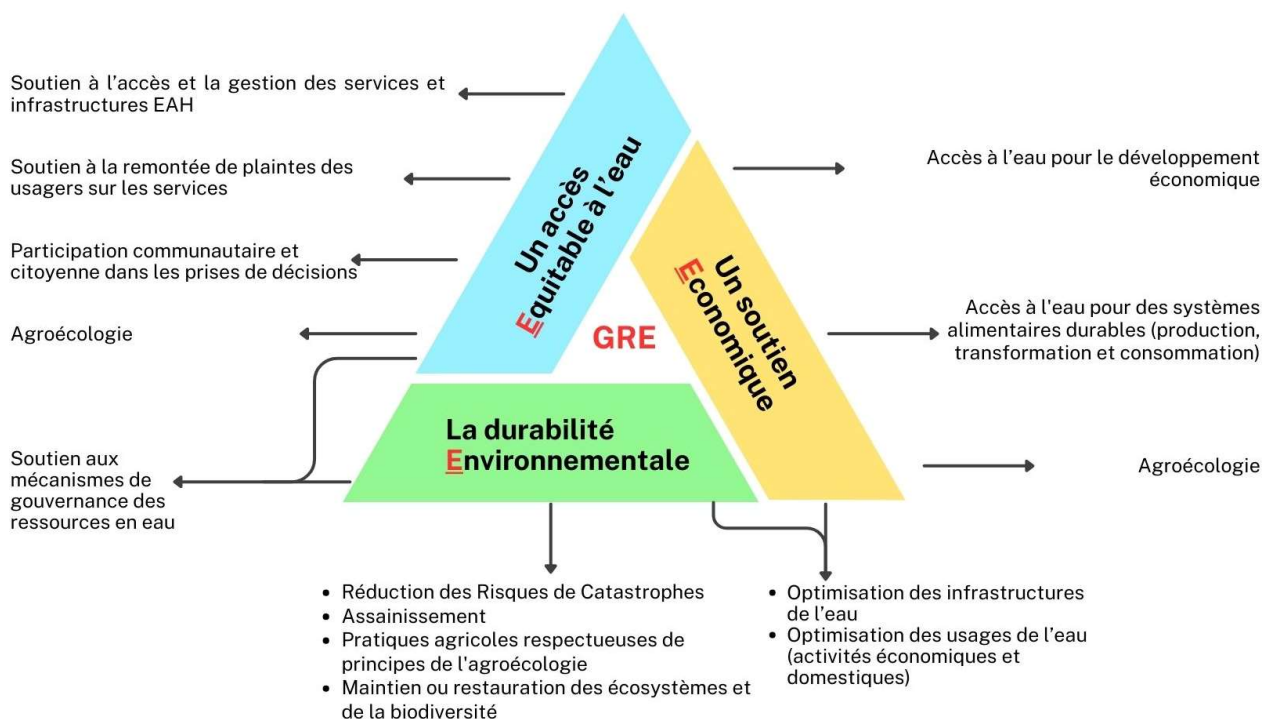 Soutien à l'accès et la gestion des services et
infrastructures EAH
Soutien à la remontée de plaintes des
usagers sur les services
Participation communautaire et
citoyenne dans les prises de décisions
Agroécologie
Soutien aux
mécanismes de
gouvernance des
ressources en eau
Un accès
Equitable à l'eau
GRE
Un soutien
Economique
La durabilité
Environnementale
Accès à l'eau pour le développement
économique
Accès à l'eau pour des systèmes
alimentaires durables (production,
transformation et consommation)
Agroécologie
• Réduction des Risques de Catastrophes
• Assainissement
• Pratiques agricoles respectueuses de
principes de l'agroécologie
• Maintien ou restauration des écosystèmes et
de la biodiversité
• Optimisation des infrastructures
de l'eau
• Optimisation des usages de l'eau
(activités économiques et
domestiques)